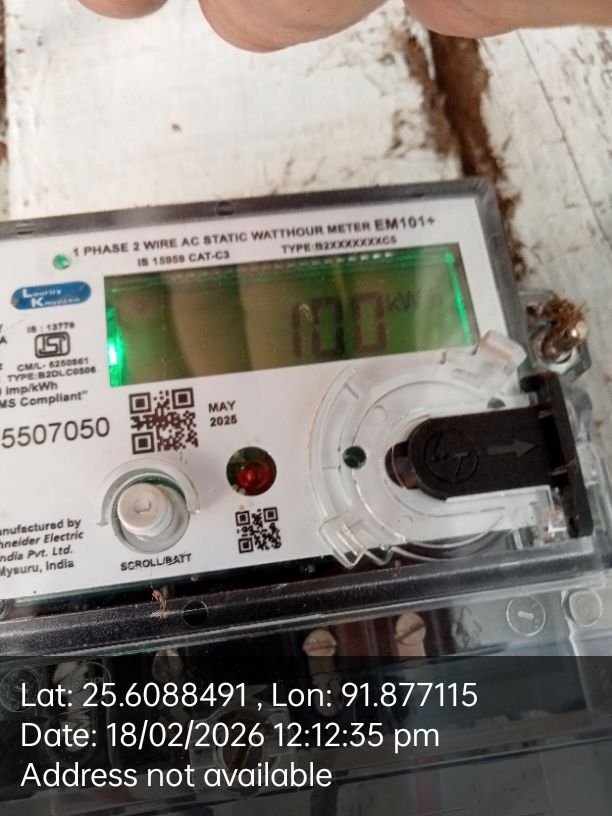 1 PHASE 2 WIRE AC STATIC WATTHOUR METER EM101+
IS 15959 CAT-C3 TYPE:B2XXXXXXXC5
Lauritz
Knudsen
IS : 13779
100 kWh
CM/L- 6250861
TYPE:B2DLC0506
imp/kWh
MS Compliant"
5507050
MAY
2025
anufactured by
hneider Electric
ndia Pvt. Ltd.
Mysuru, India
SCROLL/BATT
Lat: 25.6088491 , Lon: 91.877115
Date: 18/02/2026 12:12:35 pm
Address not available